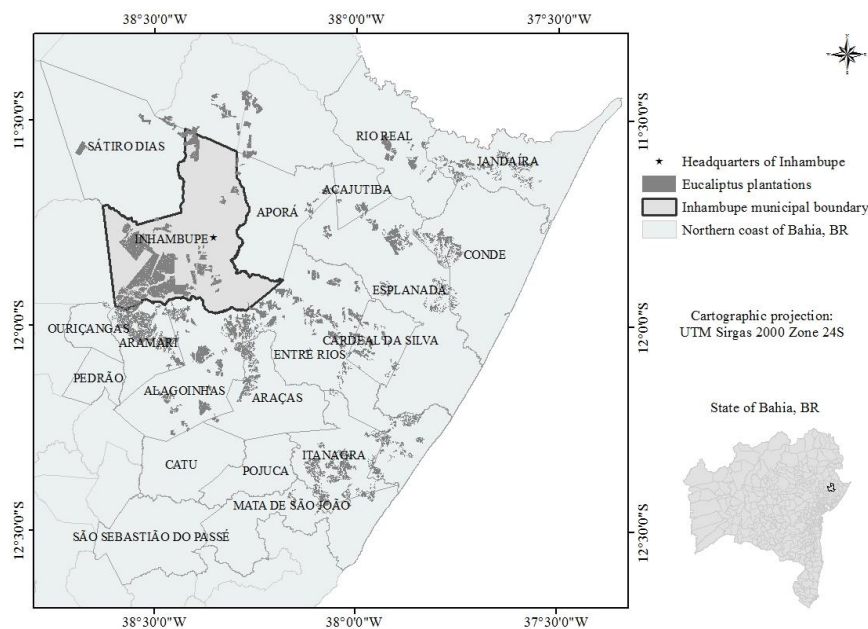 38°30'0"W
38°0'0"W
37°30'0"W
11°30'0"S
11°30'0"S
RIO REAL
SÁTIRO DIAS
JANDAÍRA
ACAJUTIBA
APORÁ
INHAMBUPE
CONDE
ESPLANADA
12°0'0"S
12°0'0"S
OURIÇANGAS
ARAMARI
CARDEAL DA SILVA
ENTRE RIOS
PEDRÃO
ALAGOINHAS
ARAÇAS
ITANAGRA
CATU
POJUCA
MATA DE SÃO JOÃO
12°30'0"S
12°30'0"S
SÃO SEBASTIÃO DO PASSÉ
38°30'0"W
38°0'0"W
37°30'0"W
Headquarters of Inhambupe
Eucaliptus plantations
Inhambupe municipal boundary
Northern coast of Bahia, BR
Cartographic projection:
UTM Sirgas 2000 Zone 24S
State of Bahia, BR